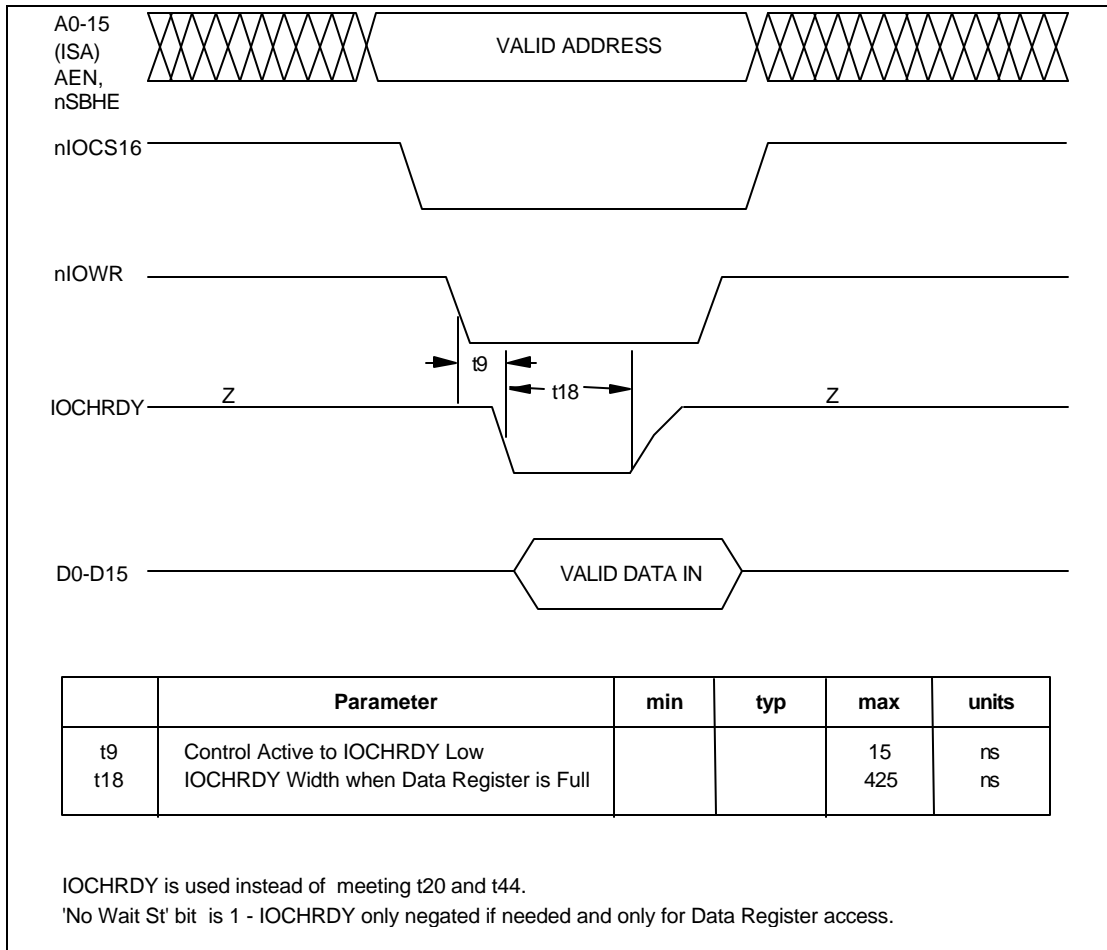 A0-15
(ISA)
AEN,
nSBHE
VALID ADDRESS
nIOCS16
nIOWR
t9
t18
IOCHRDY
Z
Z
D0-D15
VALID DATA IN
Parameter min typ max units
t9 Control Active to IOCHRDY Low 15 ns
t18 IOCHRDY Width when Data Register is Full 425 ns
IOCHRDY is used instead of meeting t20 and t44.
'No Wait St' bit is 1 - IOCHRDY only negated if needed and only for Data Register access.